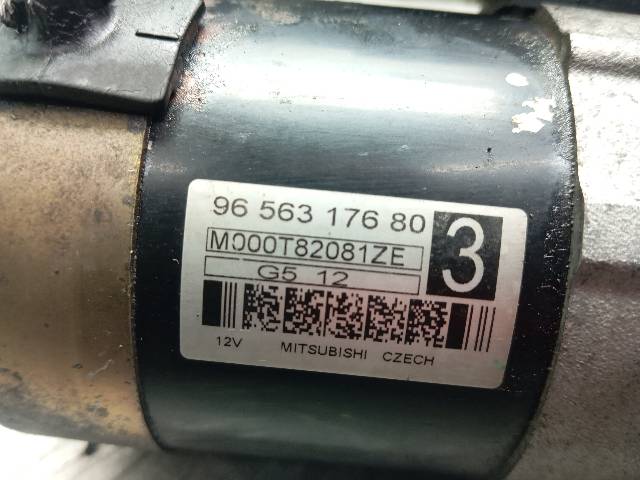 96 563 176 80
3
M000T82081ZE
G5 12
12V MITSUBISHI CZECH